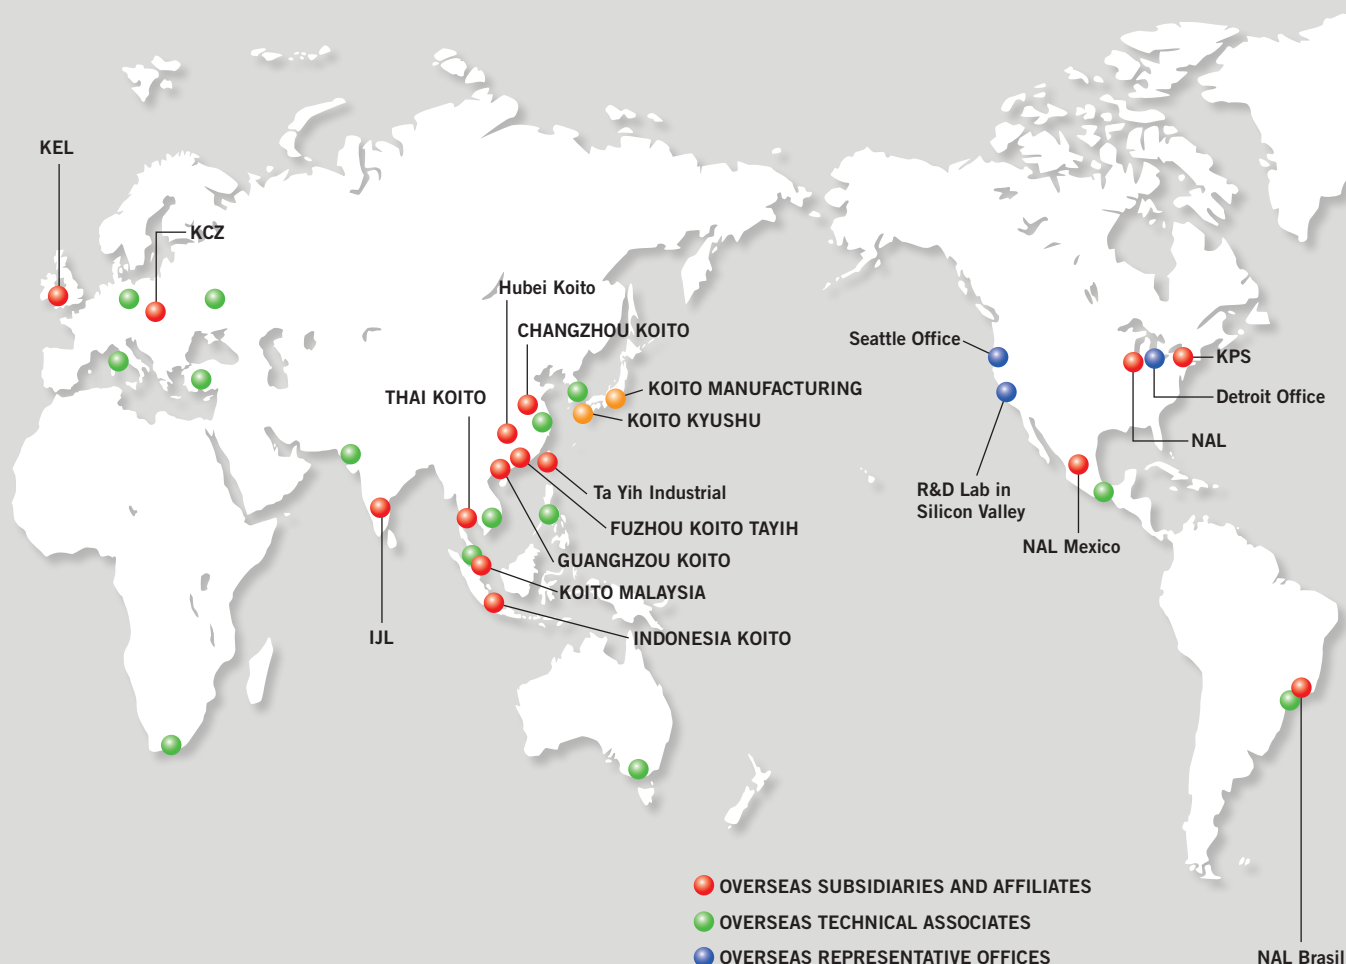 KEL
KCZ
Hubei Koito
CHANGZHOU KOITO
THAI KOITO
KOITO MANUFACTURING
KOITO KYUSHU
Ta Yih Industrial
FUZHOU KOITO TAYIH
GUANGHZOU KOITO
KOITO MALAYSIA
INDONESIA KOITO
IJL
Seattle Office
KPS
Detroit Office
NAL
R&D Lab in
Silicon Valley
NAL Mexico
OVERSEAS SUBSIDIARIES AND AFFILIATES
OVERSEAS TECHNICAL ASSOCIATES
OVERSEAS REPRESENTATIVE OFFICES
NAL Brasil